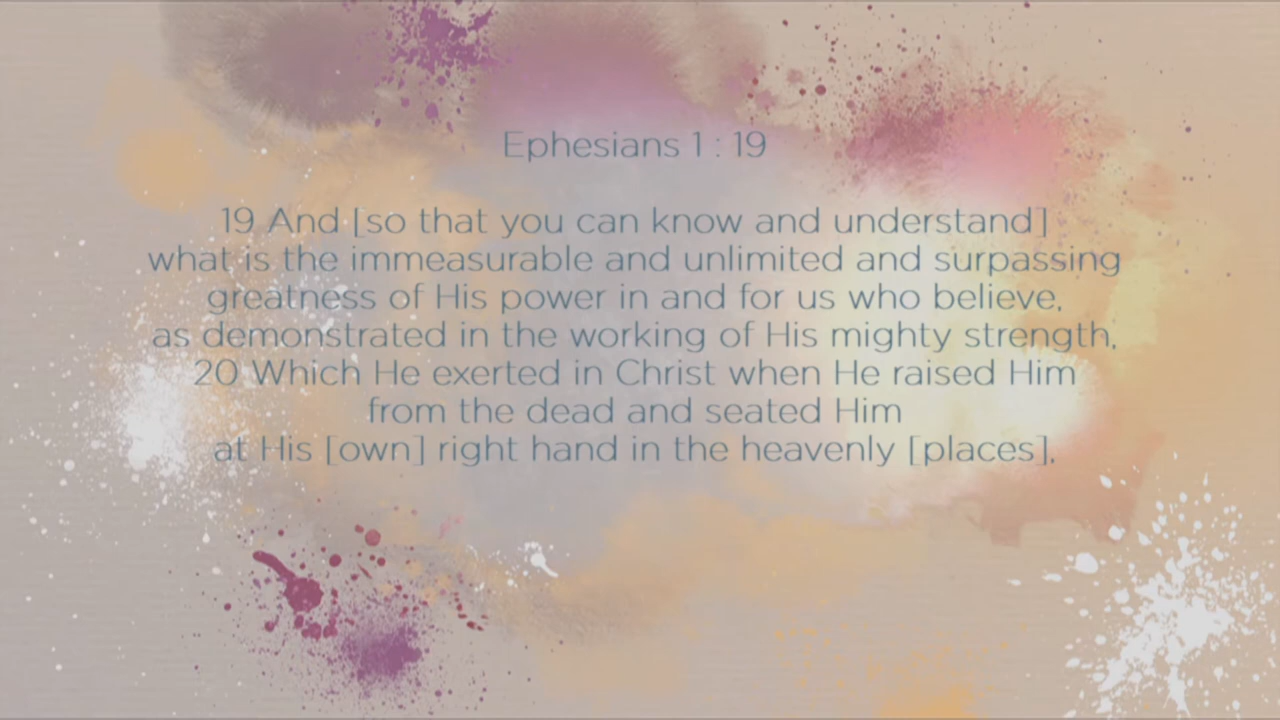 Ephesians 1 : 19
19 And [so that you can know and understand]
what is the immeasurable and unlimited and surpassing
greatness of His power in and for us who believe,
as demonstrated in the working of His mighty strength,
20 Which He exerted in Christ when He raised Him
from the dead and seated Him
at His [own] right hand in the heavenly [places],